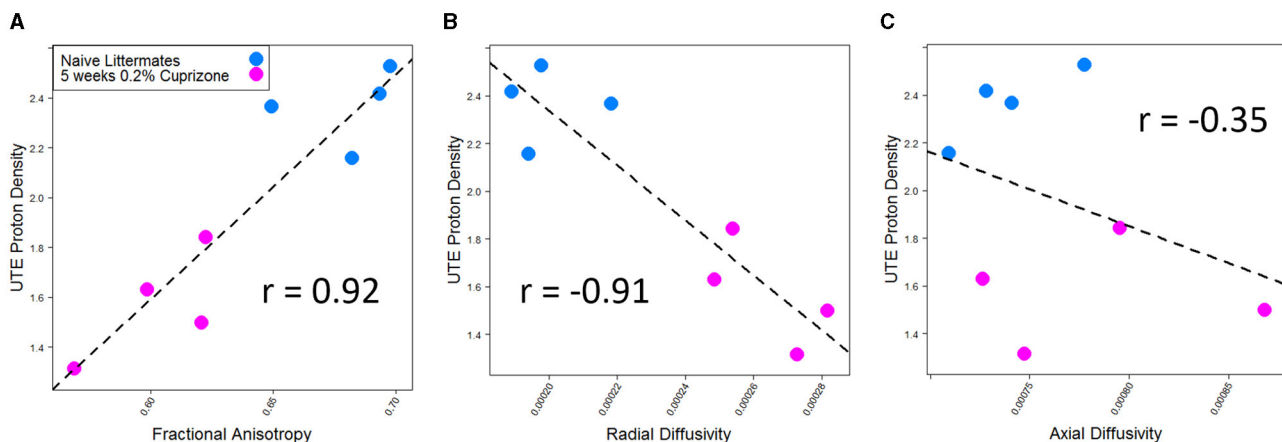 A
Naive Littermates
5 weeks 0.2% Cuprizone
UTE Proton Density
2.4
2.2
2.0
1.8
1.6
1.4
r = 0.92
0.60
0.65
0.70
Fractional Anisotropy
B
UTE Proton Density
2.4
2.2
2.0
1.8
1.6
1.4
r = -0.91
0.00020
0.00022
0.00024
0.00026
0.00028
Radial Diffusivity
C
UTE Proton Density
2.4
2.2
2.0
1.8
1.6
1.4
r = -0.35
0.00075
0.00080
0.00085
Axial Diffusivity